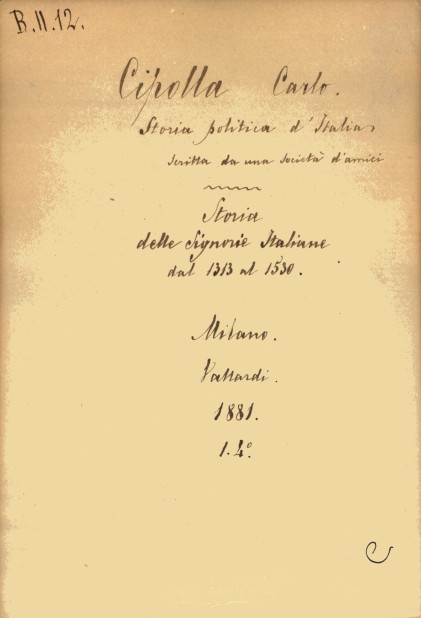 B.II.12.
Cipolla Carlo.
Storia politica d'Italia,
scritta da una società d'amici
Storia
delle Signorie Italiane
dal 1313 al 1530.
Milano.
Vallardi.
1881.
1.4º.
C